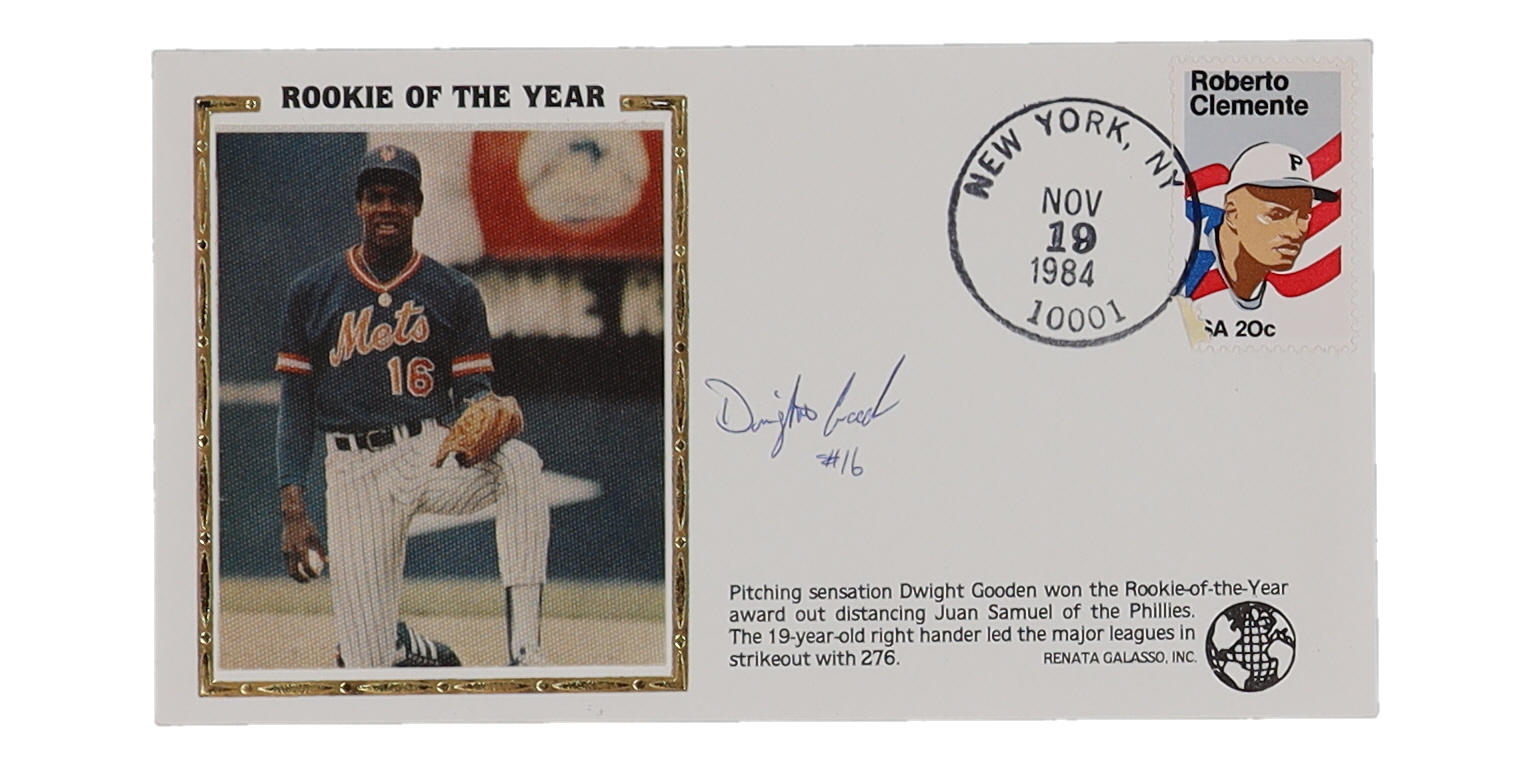 ROOKIE OF THE YEAR
Mets
16
NEW YORK, NY
NOV
19
1984
10001
Roberto
Clemente
P
SA 20c
Dwight Gooden
#16
Pitching sensation Dwight Gooden won the Rookie-of-the-Year
award out distancing Juan Samuel of the Phillies.
The 19-year-old right hander led the major leagues in
strikeout with 276.
RENATA GALASSO, INC.